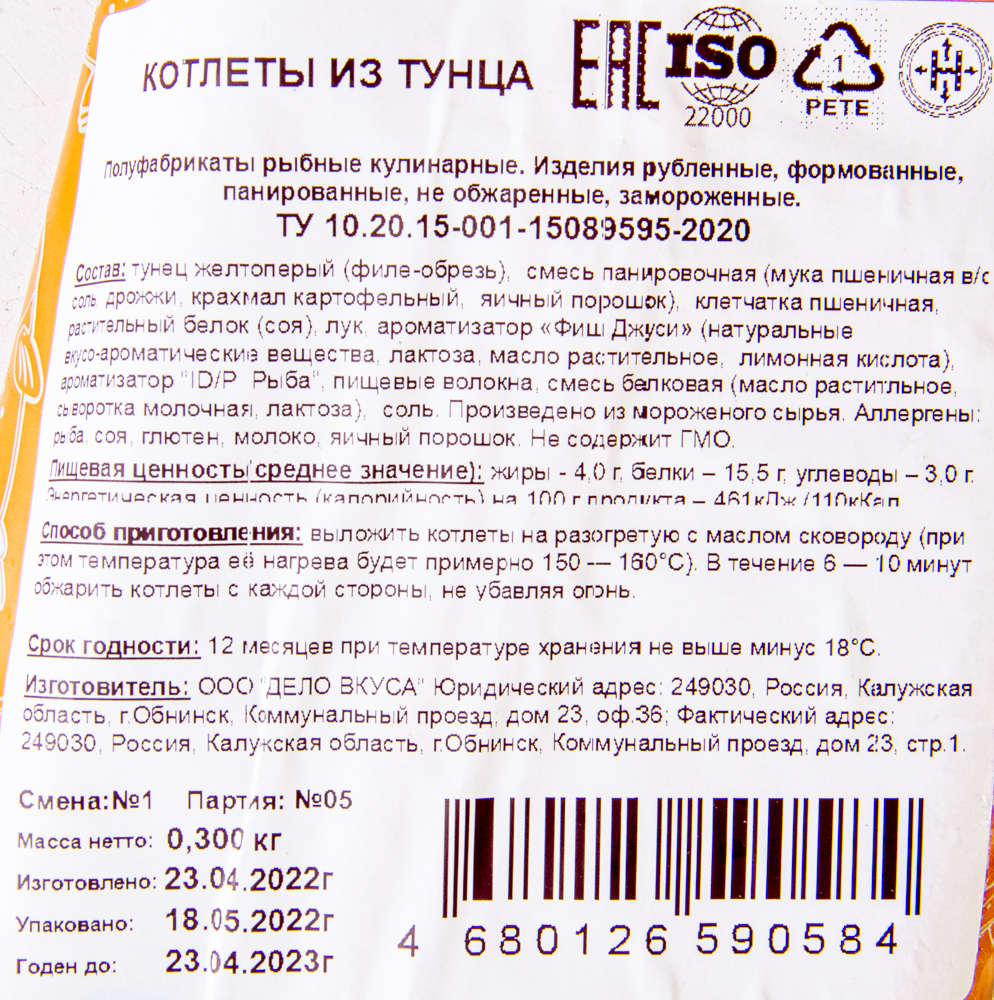 КОТЛЕТЫ ИЗ ТУНЦА
EAC ISO 22000
1
PETE
Полуфабрикаты рыбные кулинарные. Изделия рубленные, формованные,
панированные, не обжаренные, замороженные.
ТУ 10.20.15-001-15089595-2020
Состав: тунец желтоперый (филе-обрезь), смесь панировочная (мука пшеничная в/с
соль дрожжи, крахмал картофельный, яичный порошок), клетчатка пшеничная,
растительный белок (соя), лук, ароматизатор «Фиш Джуси» (натуральные
вкусо-ароматические вещества, лактоза, масло растительное, лимонная кислота),
ароматизатор "ID/P Рыба", пищевые волокна, смесь белковая (масло растительное,
сыворотка молочная, лактоза), соль. Произведено из мороженого сырья. Аллергены:
рыба, соя, глютен, молоко, яичный порошок. Не содержит ГМО.
Пищевая ценность(среднее значение): жиры - 4,0 г, белки – 15,5 г, углеводы – 3,0 г.
Энергетическая ценность (калорийность) на 100 г продукта – 461кДж /110кКал
Способ приготовления: выложить котлеты на разогретую с маслом сковороду (при
этом температура её нагрева будет примерно 150 — 160°С). В течение 6 — 10 минут
обжарить котлеты с каждой стороны, не убавляя огонь.
Срок годности: 12 месяцев при температуре хранения не выше минус 18°С.
Изготовитель: ООО "ДЕЛО ВКУСА" Юридический адрес: 249030, Россия, Калужская
область, г.Обнинск, Коммунальный проезд, дом 23, оф.36; Фактический адрес:
249030, Россия, Калужская область, г.Обнинск, Коммунальный проезд, дом 23, стр.1.
Смена:№1 Партия: №05
Масса нетто: 0,300 кг
Изготовлено: 23.04.2022г
Упаковано: 18.05.2022г
Годен до: 23.04.2023г
4 680126 590584